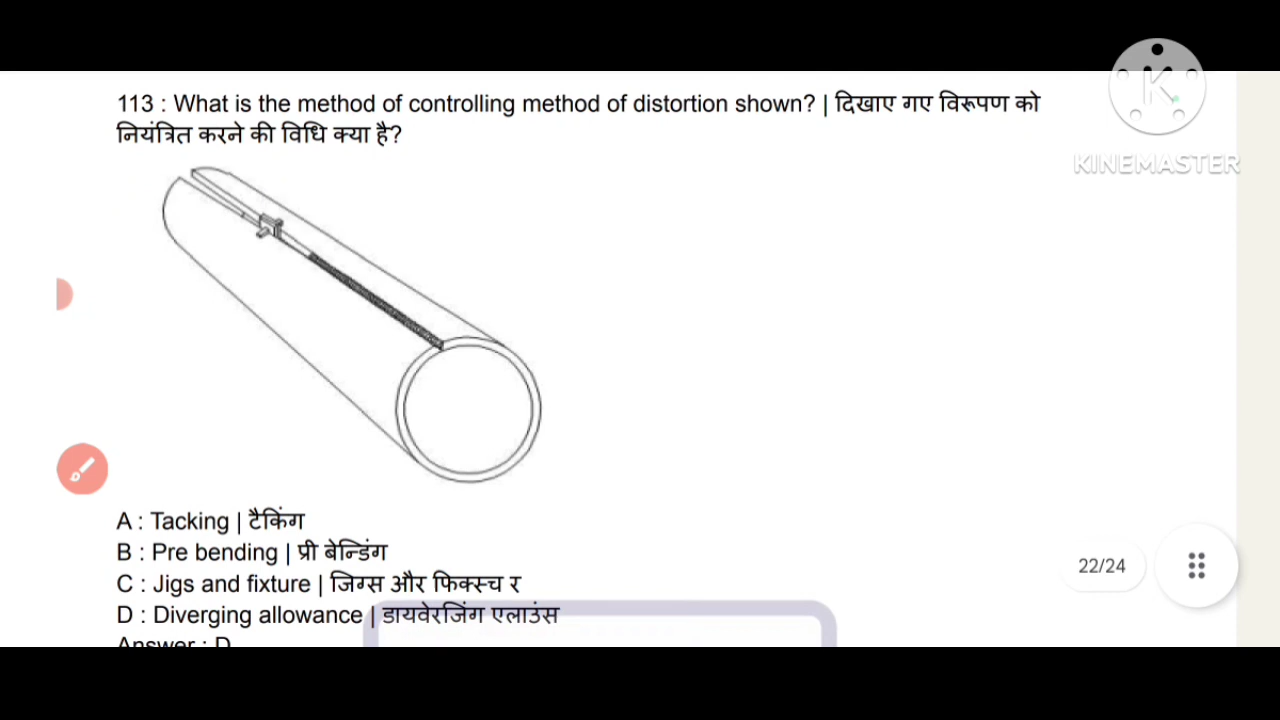 113 : What is the method of controlling method of distortion shown? | दिखाए गए विरूपण को
नियंत्रित करने की विधि क्या है?
KINEMASTER
A : Tacking | टैकिंग
B : Pre bending | प्री बेन्डिंग
C : Jigs and fixture | जिग्स और फिक्स्च र
D : Diverging allowance | डायवेरजिंग एलाउंस
22/24
Answer : D